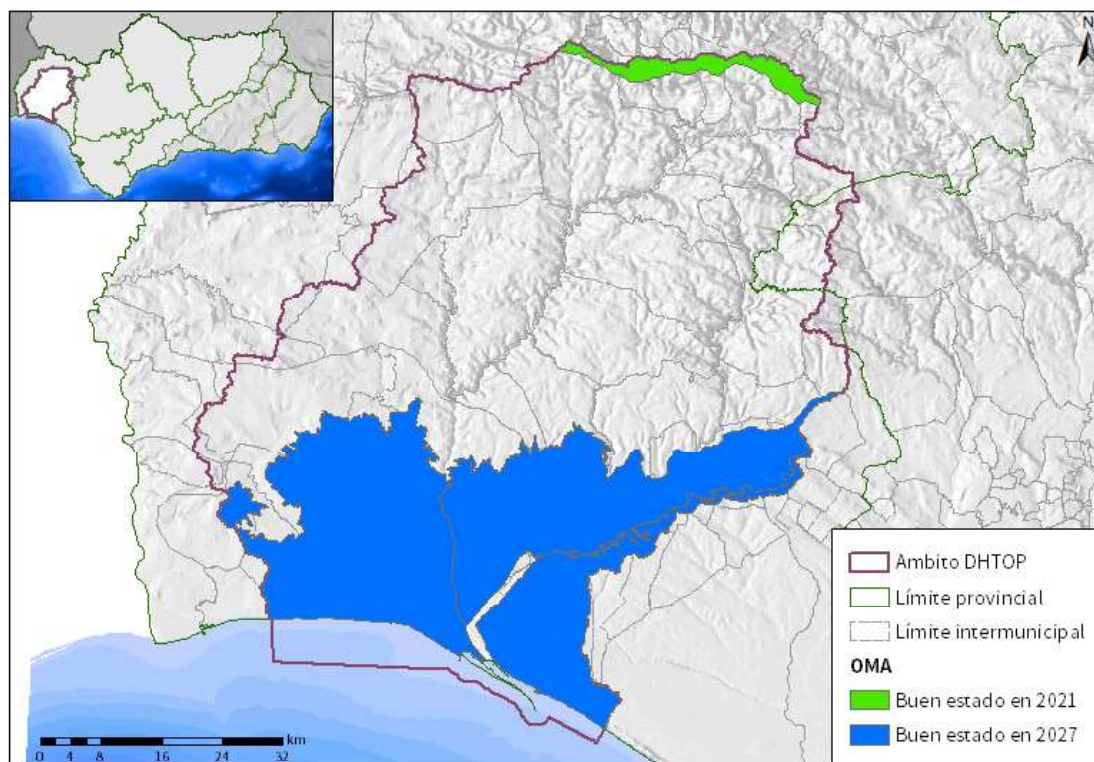 N
Ambito DHTOP
Límite provincial
Límite intermunicipal
OMA
Buen estado en 2021
Buen estado en 2027
km
0 4 8 16 24 32